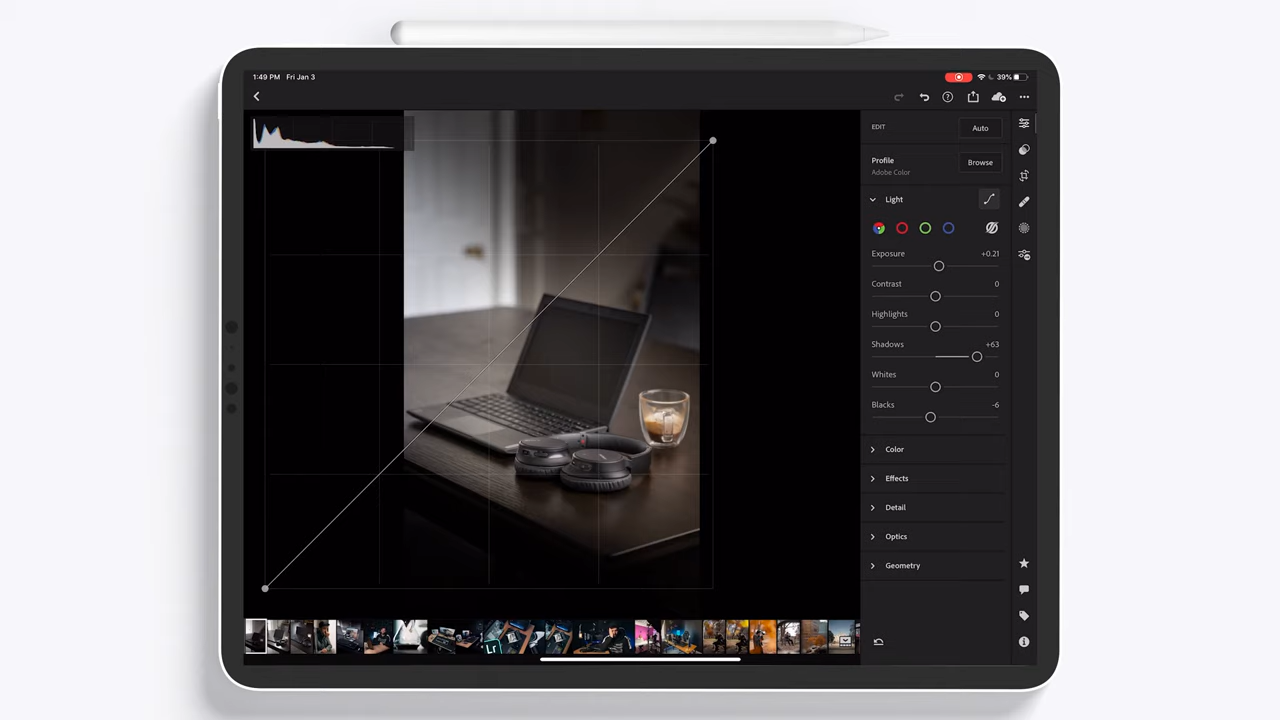 1:49 PM Fri Jan 3
39%
EDIT
Auto
Profile
Adobe Color
Browse
Light
Exposure +0.21
Contrast 0
Highlights 0
Shadows +63
Whites 0
Blacks -6
Color
Effects
Detail
Optics
Geometry
Lr